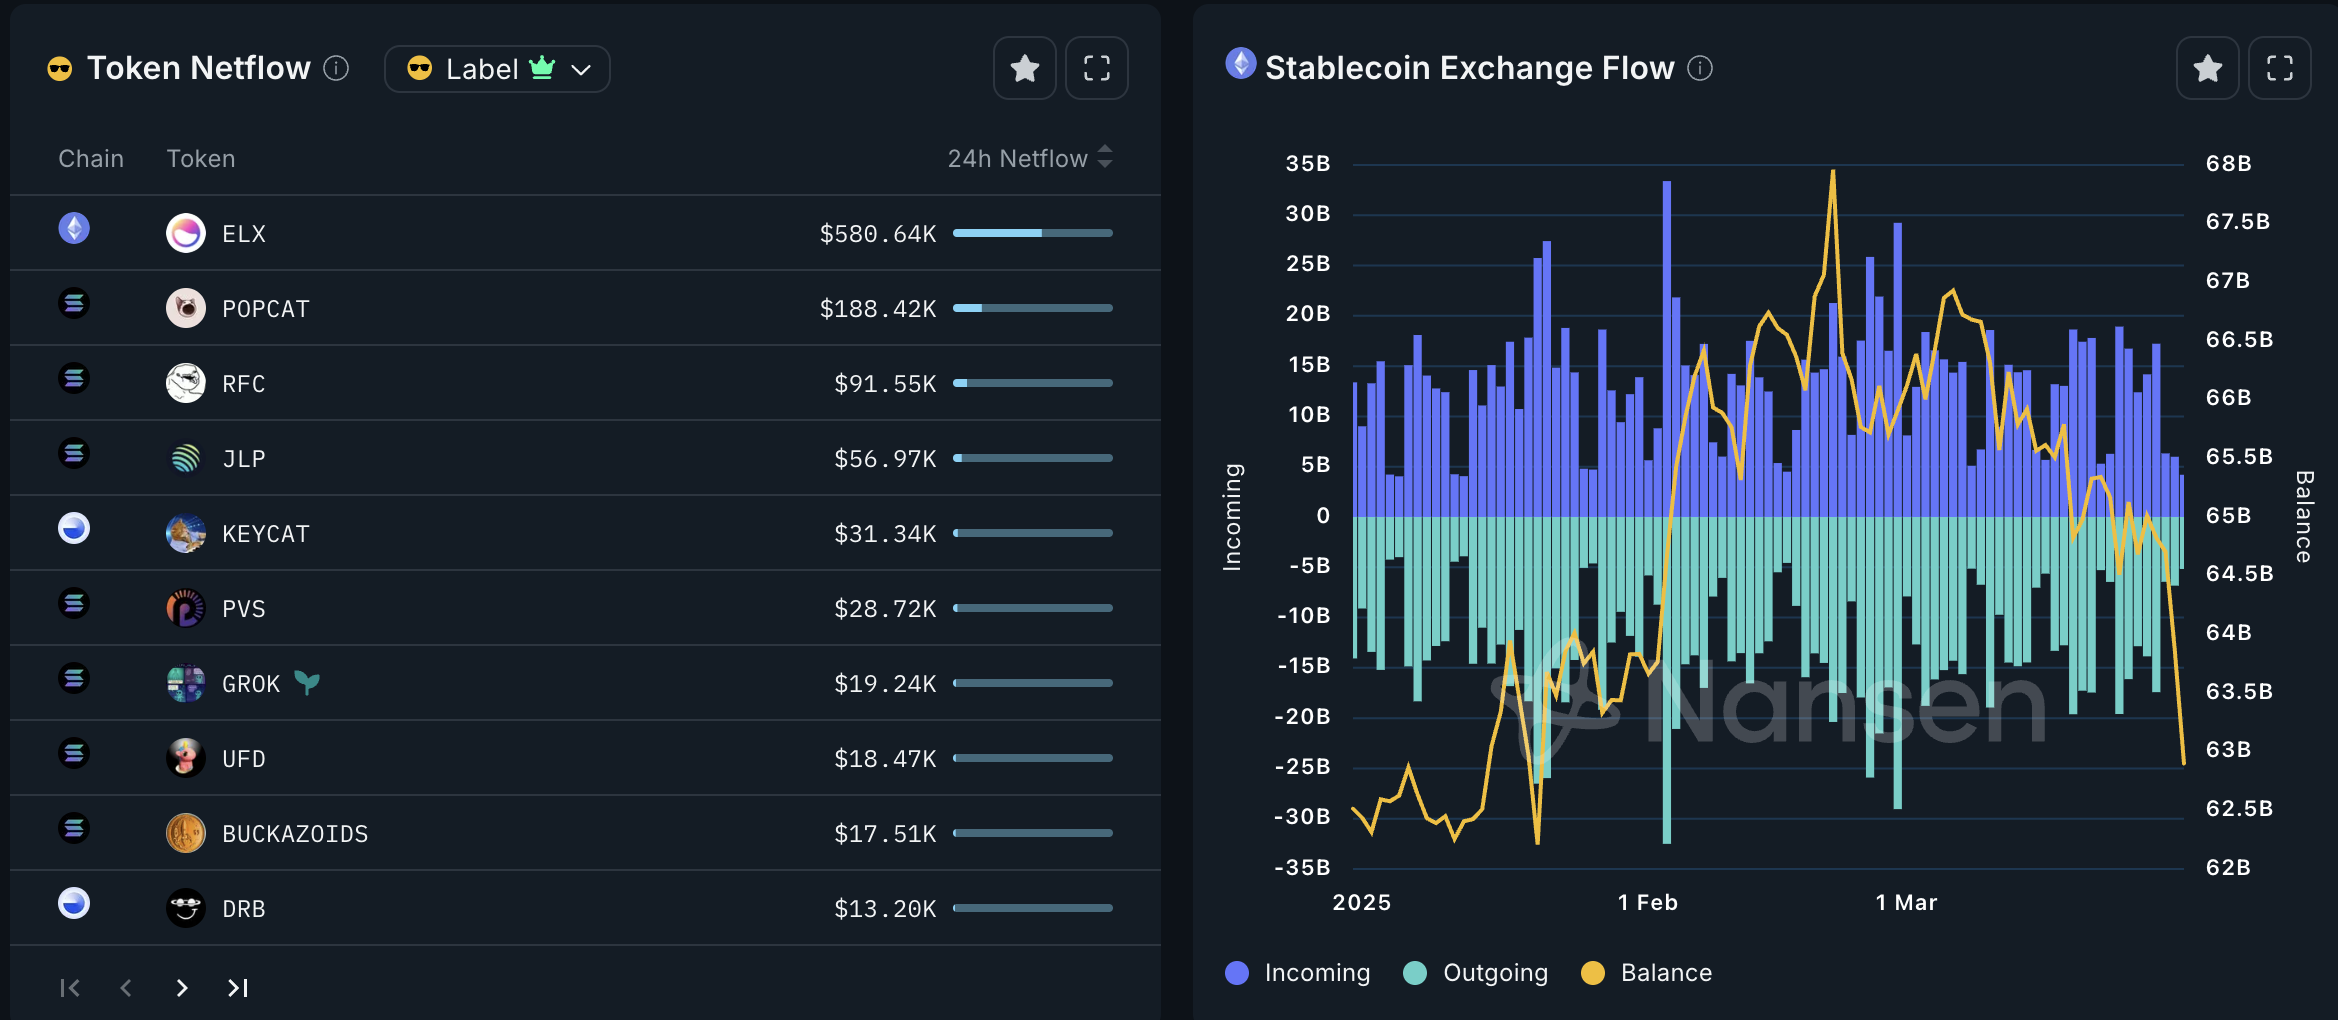 Token Netflow
Label
Chain Token 24h Netflow
ELX $580.64K
POPCAT $188.42K
RFC $91.55K
JLP $56.97K
KEYCAT $31.34K
PVS $28.72K
GROK $19.24K
UFD $18.47K
BUCKAZOIDS $17.51K
DRB $13.20K
Stablecoin Exchange Flow
35B
30B
25B
20B
15B
10B
5B
0
-5B
-10B
-15B
-20B
-25B
-30B
-35B
Incoming
68B
67.5B
67B
66.5B
66B
65.5B
65B
64.5B
64B
63.5B
63B
62.5B
62B
Balance
Nansen
2025 1 Feb 1 Mar
Incoming Outgoing Balance